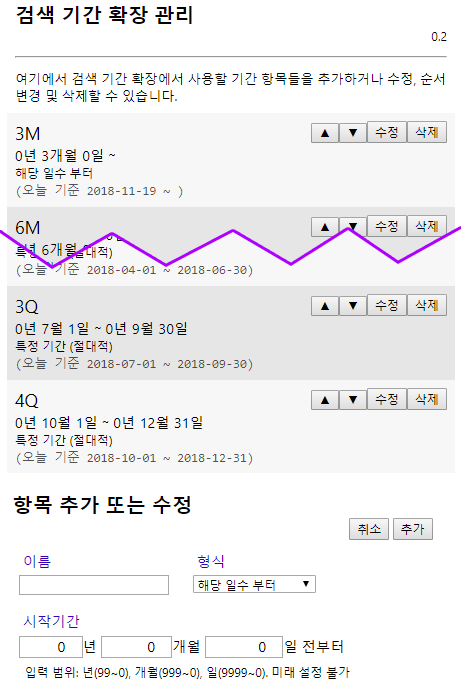 검색 기간 확장 관리
0.2
여기에서 검색 기간 확장에서 사용할 기간 항목들을 추가하거나 수정, 순서
변경 및 삭제할 수 있습니다.
3M ▲ ▼ 수정 삭제
0년 3개월 0일 ~
해당 일수 부터
(오늘 기준 2018-11-19 ~ )
6M ▲ ▼ 수정 삭제
0년 6개월
(오늘 기준 2018-04-01 ~ 2018-06-30)
3Q ▲ ▼ 수정 삭제
0년 7월 1일 ~ 0년 9월 30일
특정 기간 (절대적)
(오늘 기준 2018-07-01 ~ 2018-09-30)
4Q ▲ ▼ 수정 삭제
0년 10월 1일 ~ 0년 12월 31일
특정 기간 (절대적)
(오늘 기준 2018-10-01 ~ 2018-12-31)
항목 추가 또는 수정
취소 추가
이름 형식
해당 일수 부터 ▼
시작기간
0 년 0 개월 0 일 전부터
입력 범위: 년(99~0), 개월(999~0), 일(9999~0). 미래 설정 불가